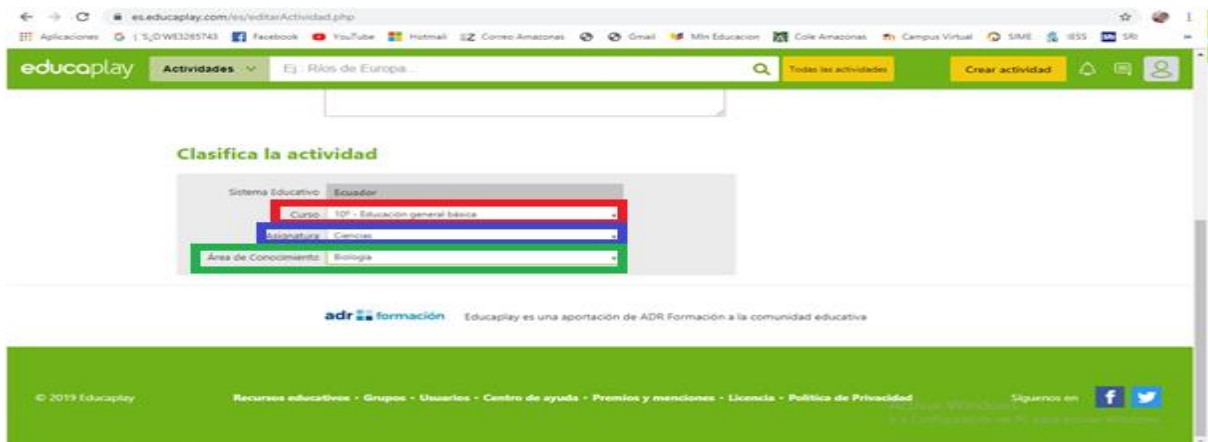 es.educaplay.com/es/editarActividad.php
Aplicaciones Facebook YouTube Hotmail Correo Amazonas Gmail Min Educacion Cole Amazonas Campus Virtual SIME IESS SRI
educaplay Actividades Ej.: Ríos de Europa... Todas las actividades Crear actividad
Clasifica la actividad
Sistema Educativo Ecuador
Curso 10º - Educación general básica
Asignatura Ciencias
Área de Conocimiento Biología
adr formación Educaplay es una aportación de ADR Formación a la comunidad educativa
© 2019 Educaplay Recursos educativos · Grupos · Usuarios · Centro de ayuda · Premios y menciones · Licencia · Política de Privacidad Síguenos en